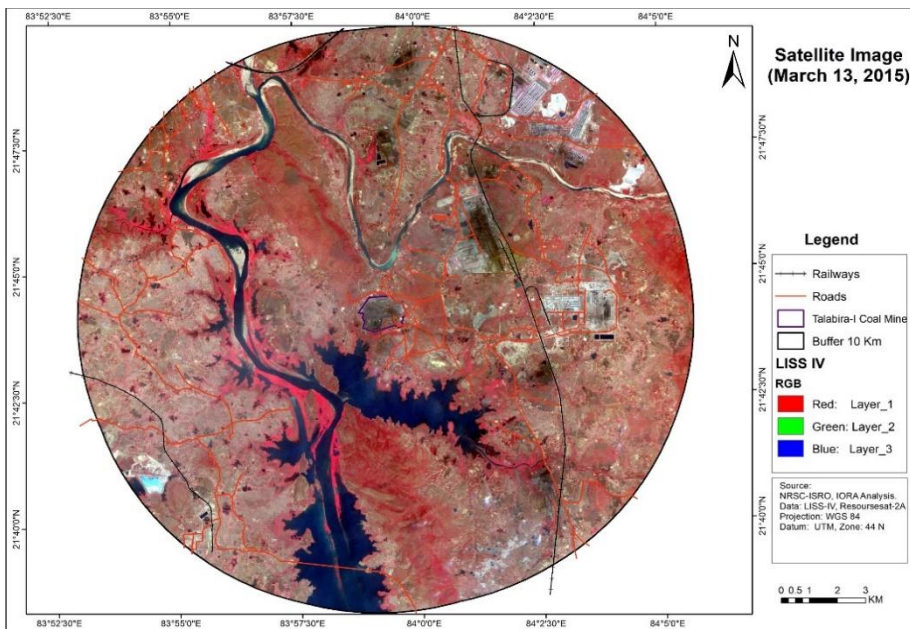 83°52'30"E 83°55'0"E 83°57'30"E 84°0'0"E 84°2'30"E 84°5'0"E
N
Satellite Image
(March 13, 2015)
21°47'30"N 21°47'30"N
21°45'0"N 21°45'0"N
21°42'30"N 21°42'30"N
21°40'0"N 21°40'0"N
Legend
Railways
Roads
Talabira-I Coal Mine
Buffer 10 Km
LISS IV
RGB
Red: Layer_1
Green: Layer_2
Blue: Layer_3
Source:
NRSC-ISRO, IORA Analysis.
Data: LISS-IV, Resoursesat-2A
Projection: WGS 84
Datum: UTM, Zone: 44 N
0 0.5 1 2 3
KM
83°52'30"E 83°55'0"E 83°57'30"E 84°0'0"E 84°2'30"E 84°5'0"E